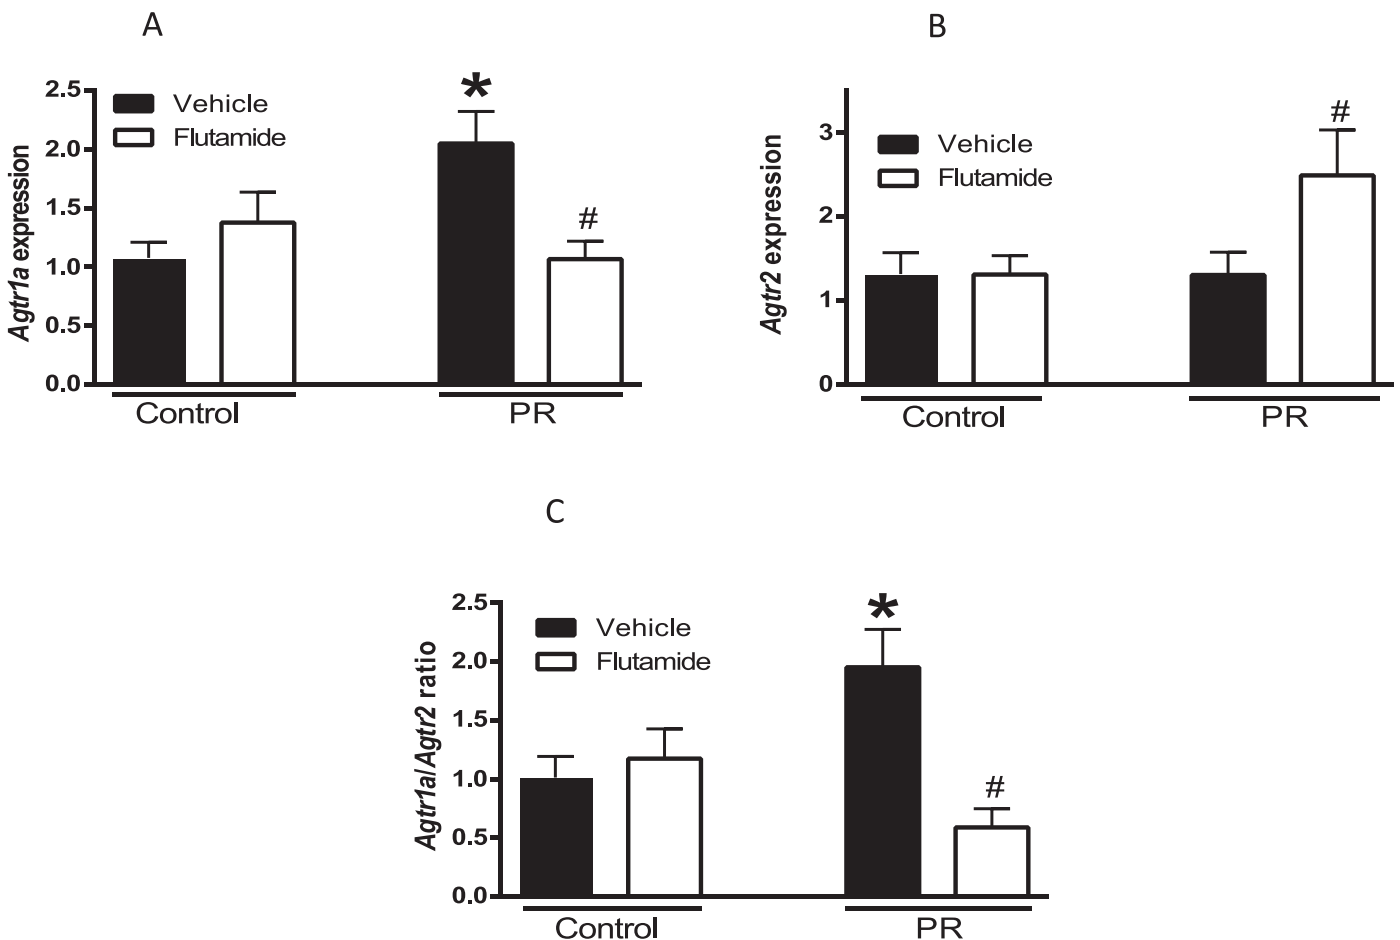 A
Agtr1a expression
2.5
2.0
1.5
1.0
0.5
0.0
Vehicle
Flutamide
*
#
Control
PR
B
Agtr2 expression
3
2
1
0
Vehicle
Flutamide
#
Control
PR
C
Agtr1a/Agtr2 ratio
2.5
2.0
1.5
1.0
0.5
0.0
Vehicle
Flutamide
*
#
Control
PR